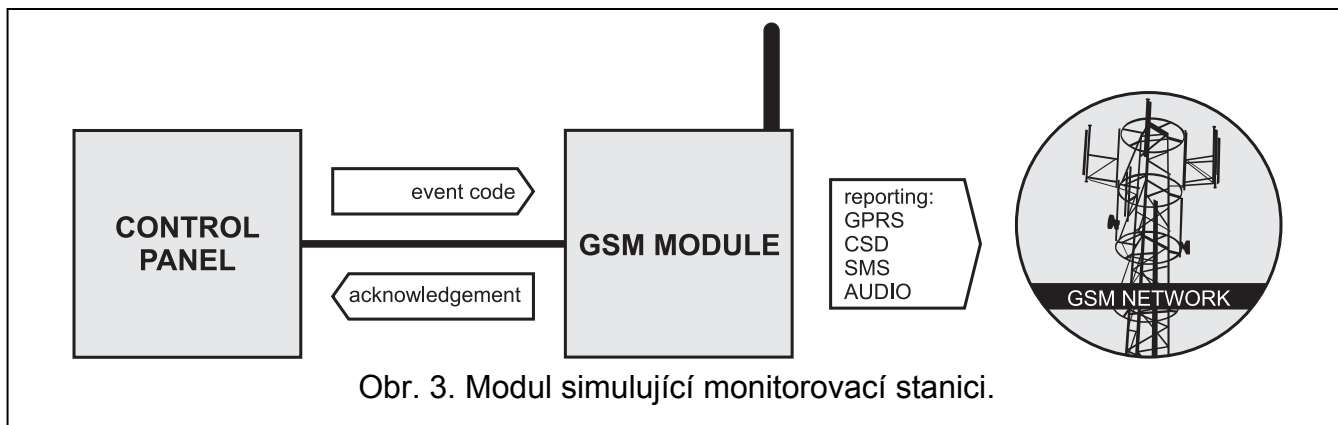 CONTROL
PANEL
event code
acknowledgement
GSM MODULE
reporting:
GPRS
CSD
SMS
AUDIO
GSM NETWORK
Obr. 3. Modul simulující monitorovací stanici.